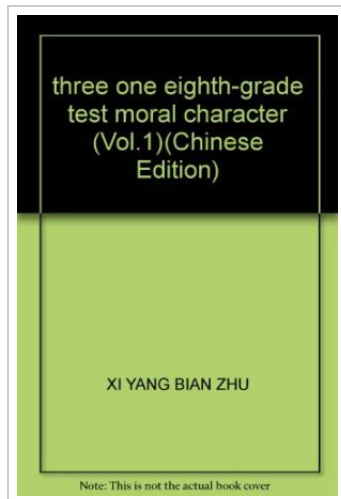 three one eighth-grade
test moral character
(Vol.1)(Chinese
Edition)
XI YANG BIAN ZHU
Note: This is not the actual book cover